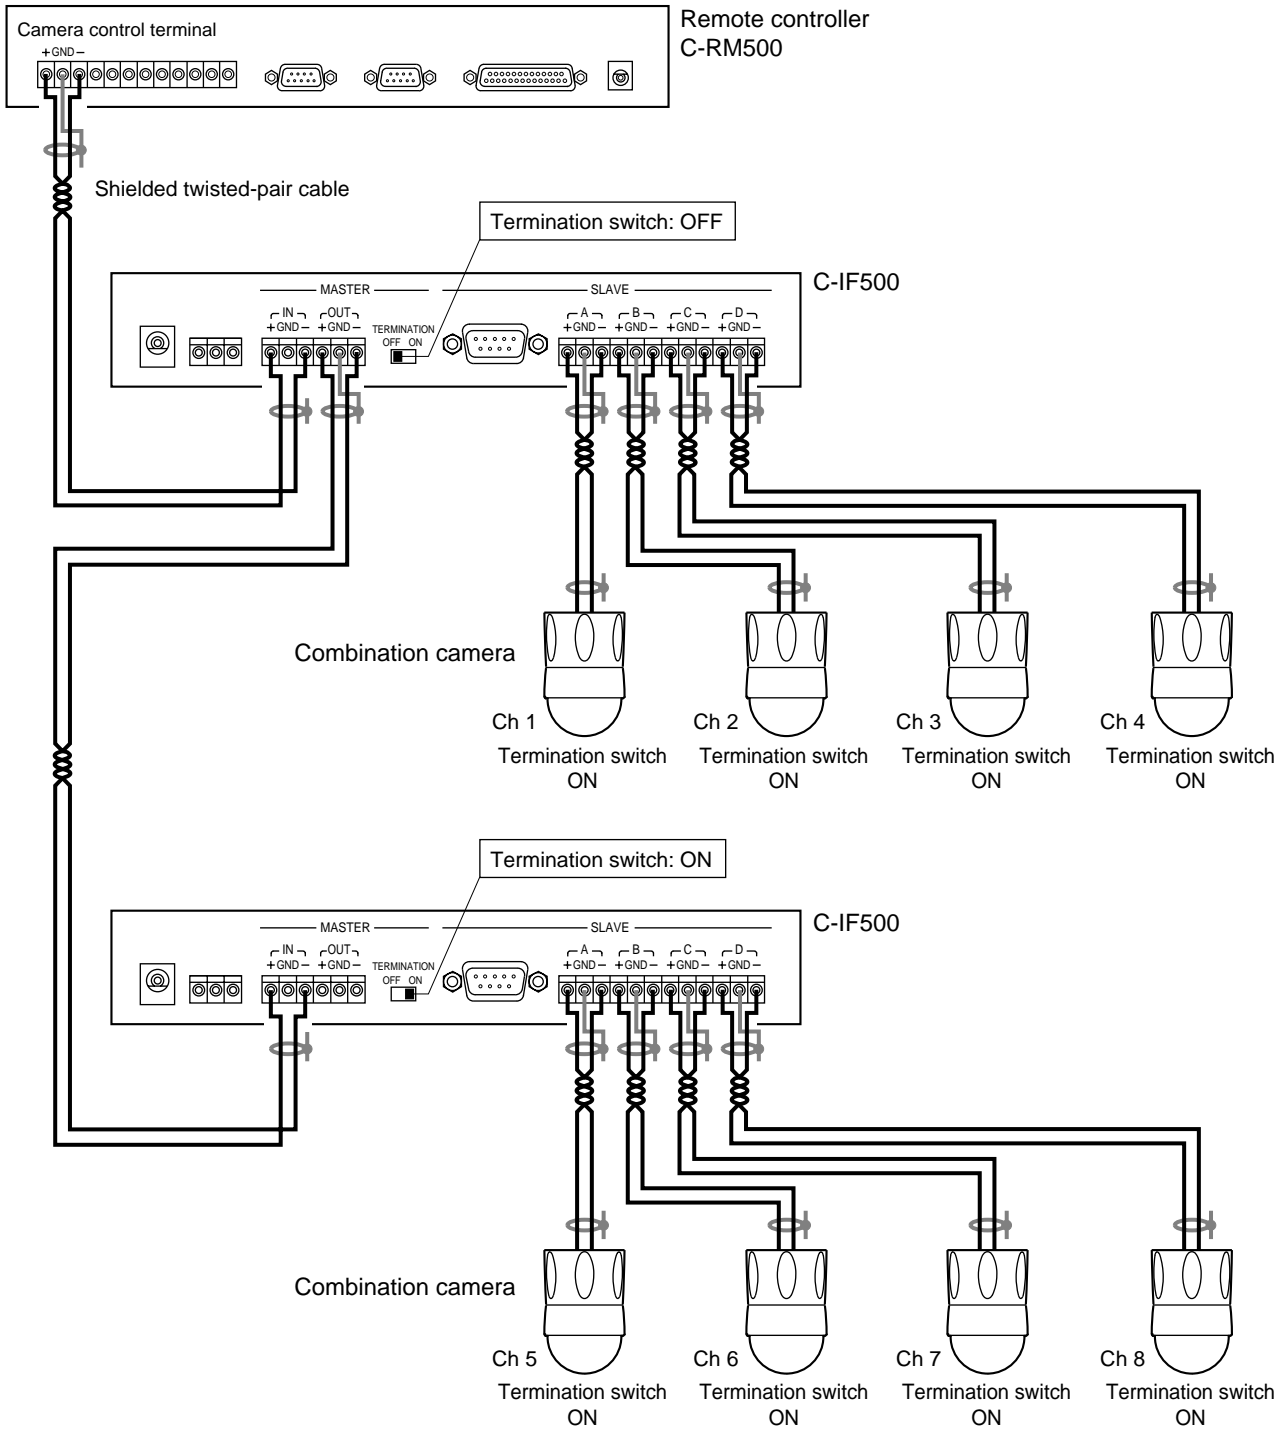 Remote controller
C-RM500
Camera control terminal
+ GND −
Shielded twisted-pair cable
Termination switch: OFF
C-IF500
MASTER
SLAVE
IN
OUT
A
B
C
D
+ GND −
+ GND −
+ GND −
+ GND −
+ GND −
+ GND −
TERMINATION
OFF ON
Combination camera
Ch 1
Ch 2
Ch 3
Ch 4
Termination switch
ON
Termination switch
ON
Termination switch
ON
Termination switch
ON
Termination switch: ON
C-IF500
MASTER
SLAVE
IN
OUT
A
B
C
D
+ GND −
+ GND −
+ GND −
+ GND −
+ GND −
+ GND −
TERMINATION
OFF ON
Combination camera
Ch 5
Ch 6
Ch 7
Ch 8
Termination switch
ON
Termination switch
ON
Termination switch
ON
Termination switch
ON